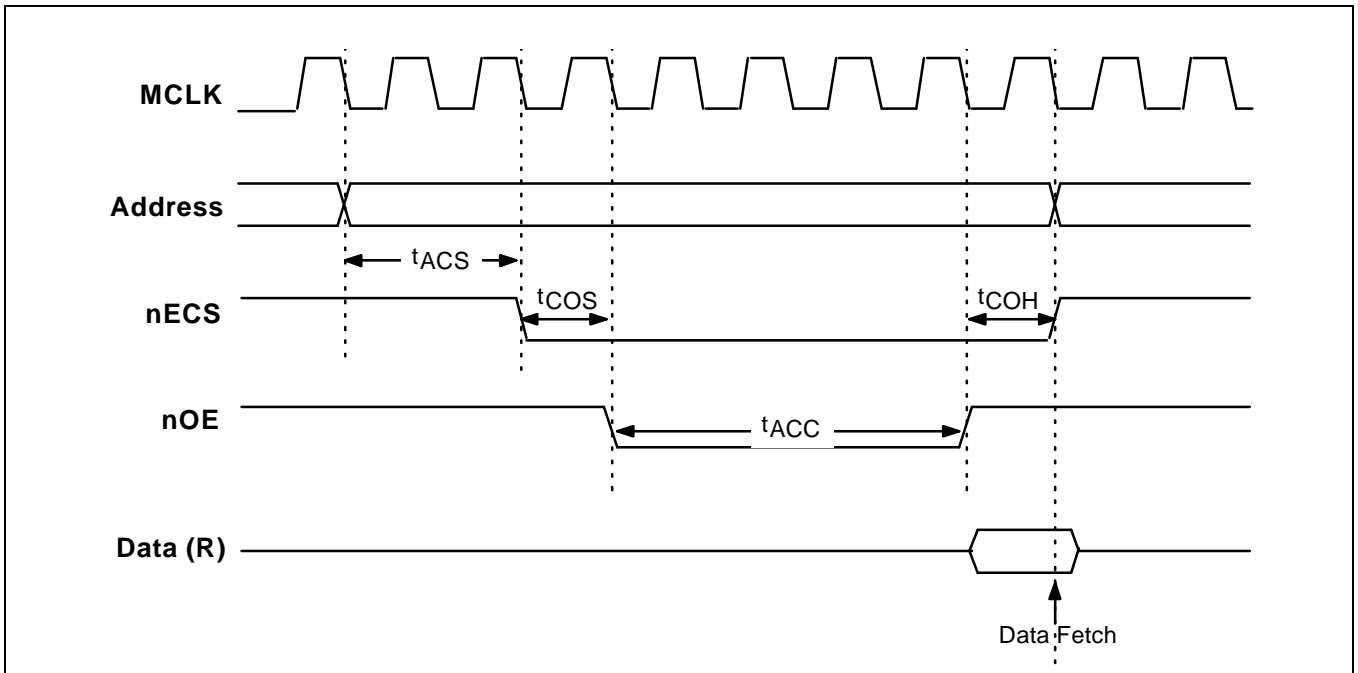 MCLK
Address
tACS
nECS
tCOS
tCOH
nOE
tACC
Data (R)
Data Fetch